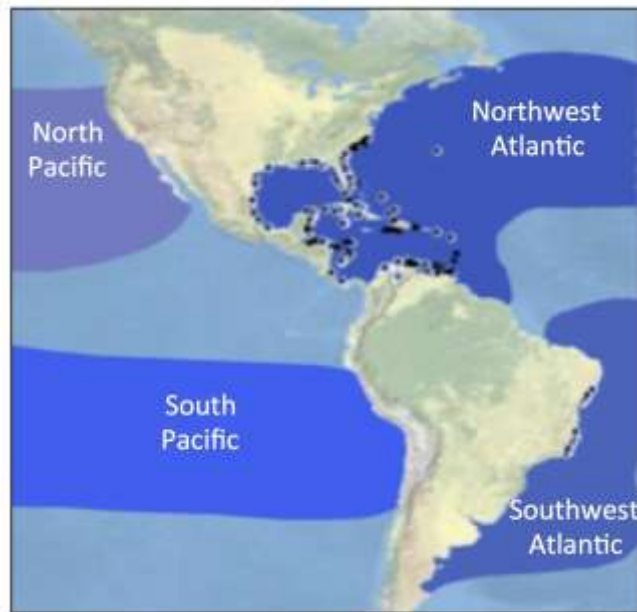 North
Pacific
Northwest
Atlantic
South
Pacific
Southwest
Atlantic